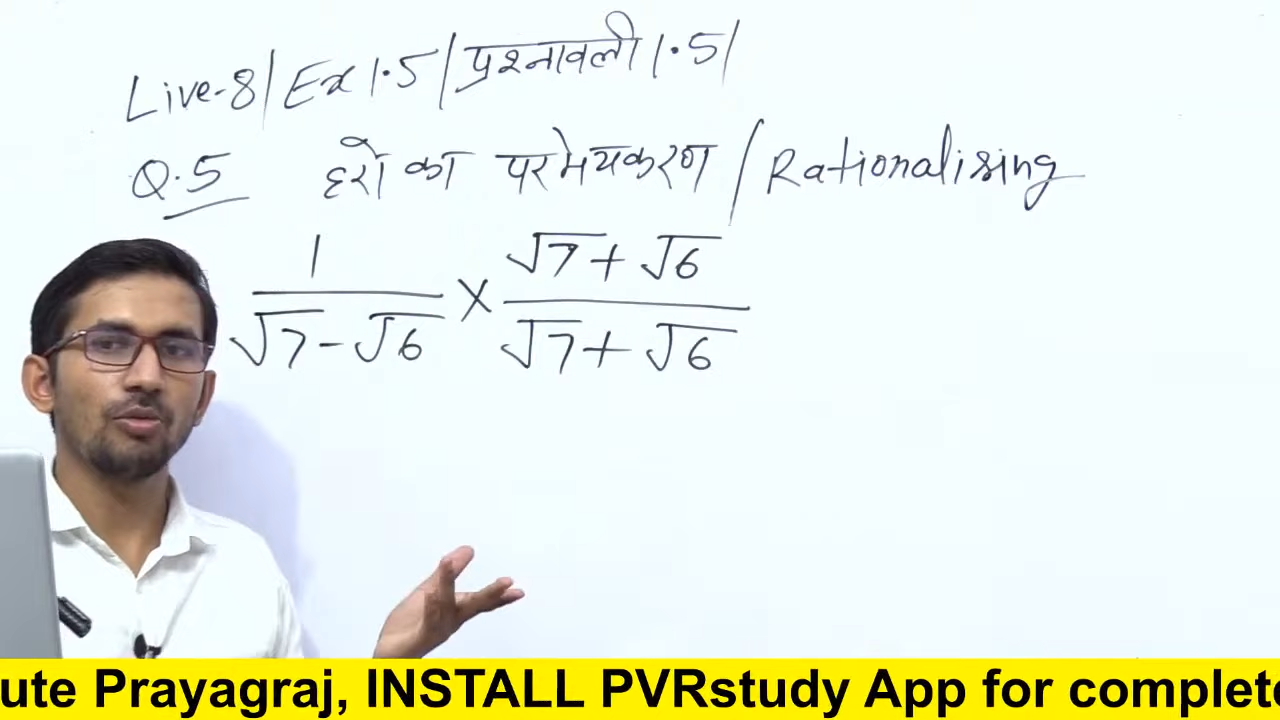 Live-8/ Ex 1.5/ प्रश्नावली 1.5/
Q.5 हरों का परिमेयकरण / Rationalising
1/(√7-√6) × (√7+√6)/(√7+√6)
ute Prayagraj, INSTALL PVRstudy App for complete